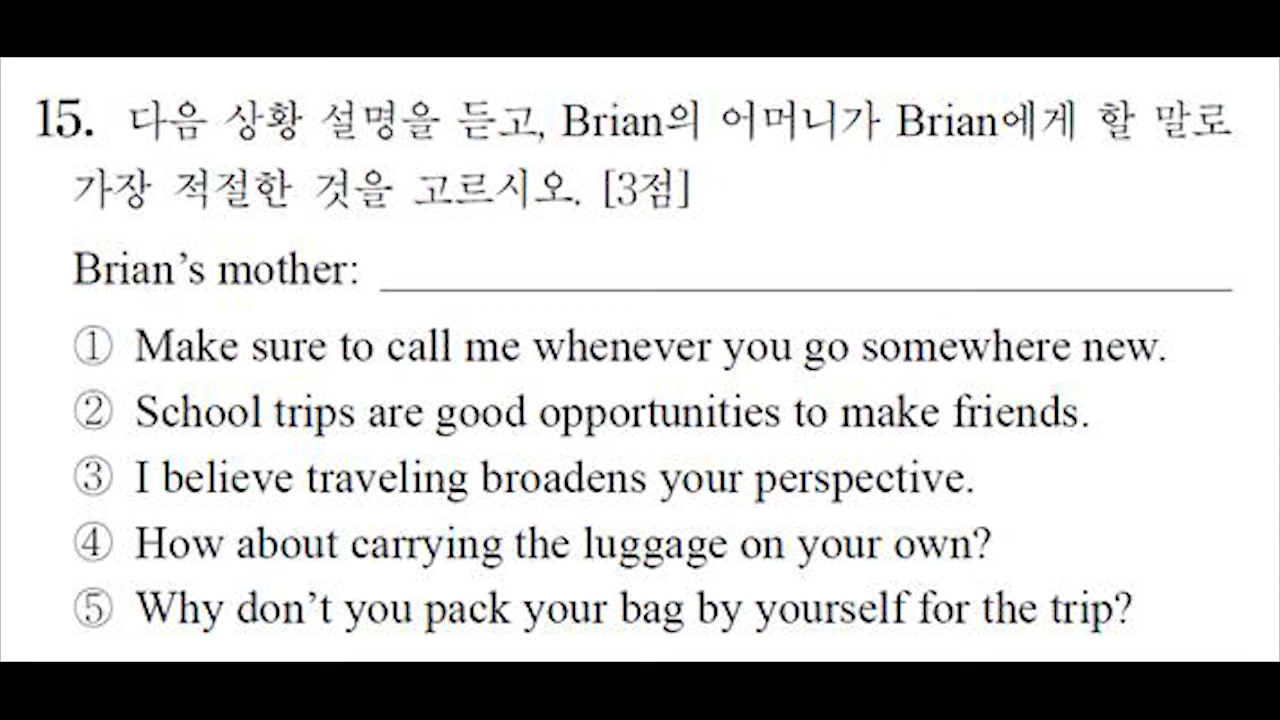 15. 다음 상황 설명을 듣고, Brian의 어머니가 Brian에게 할 말로
가장 적절한 것을 고르시오. [3점]
Brian’s mother:
① Make sure to call me whenever you go somewhere new.
② School trips are good opportunities to make friends.
③ I believe traveling broadens your perspective.
④ How about carrying the luggage on your own?
⑤ Why don’t you pack your bag by yourself for the trip?